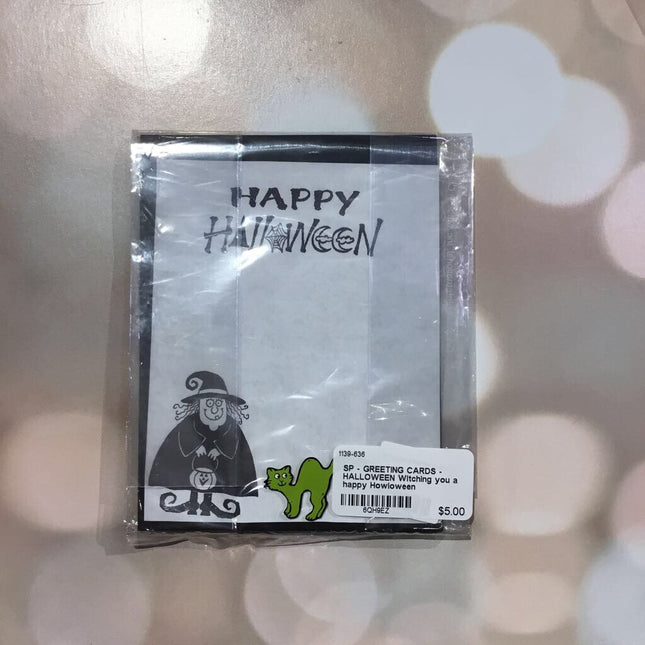 HAPPY
HALLOWEEN
1139-636
SP - GREETING CARDS -
HALLOWEEN Witching you a
happy Howloween
6QH9EZ
$5.00